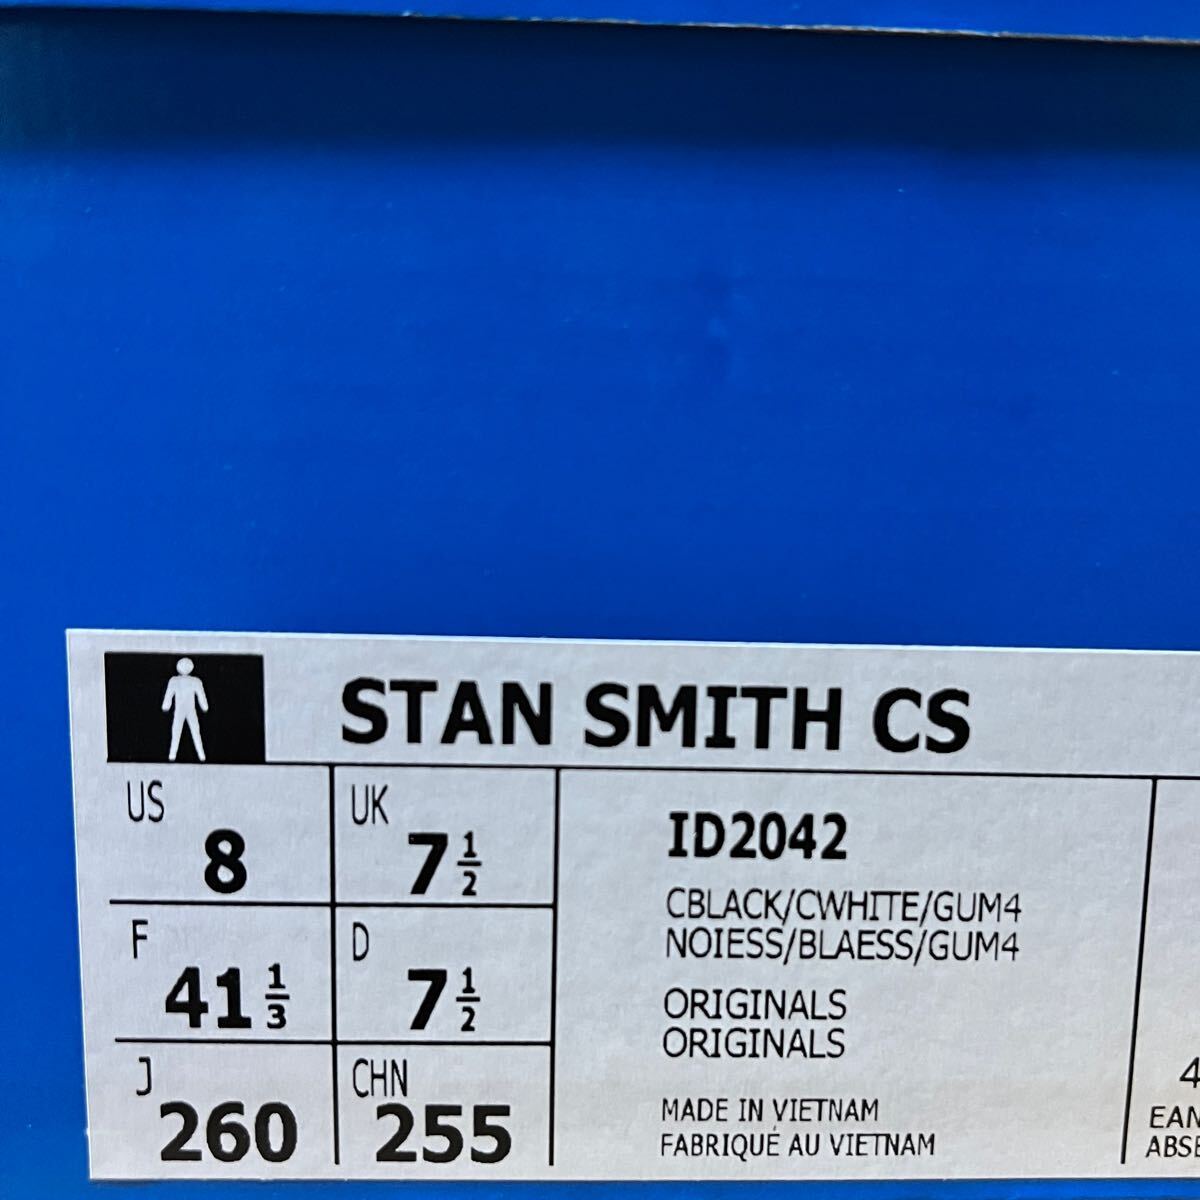 STAN SMITH CS
US 8
UK 7 1/2
F 41 1/3
D 7 1/2
J 260
CHN 255
ID2042
CBLACK/CWHITE/GUM4
NOIESS/BLAESS/GUM4
ORIGINALS
ORIGINALS
MADE IN VIETNAM
FABRIQUÉ AU VIETNAM
4
EAN